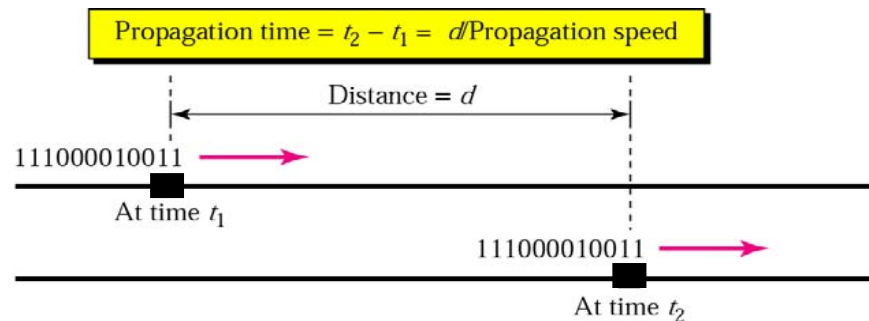 Propagation time = t₂ – t₁ = d/Propagation speed
Distance = d
111000010011
At time t₁
111000010011
At time t₂